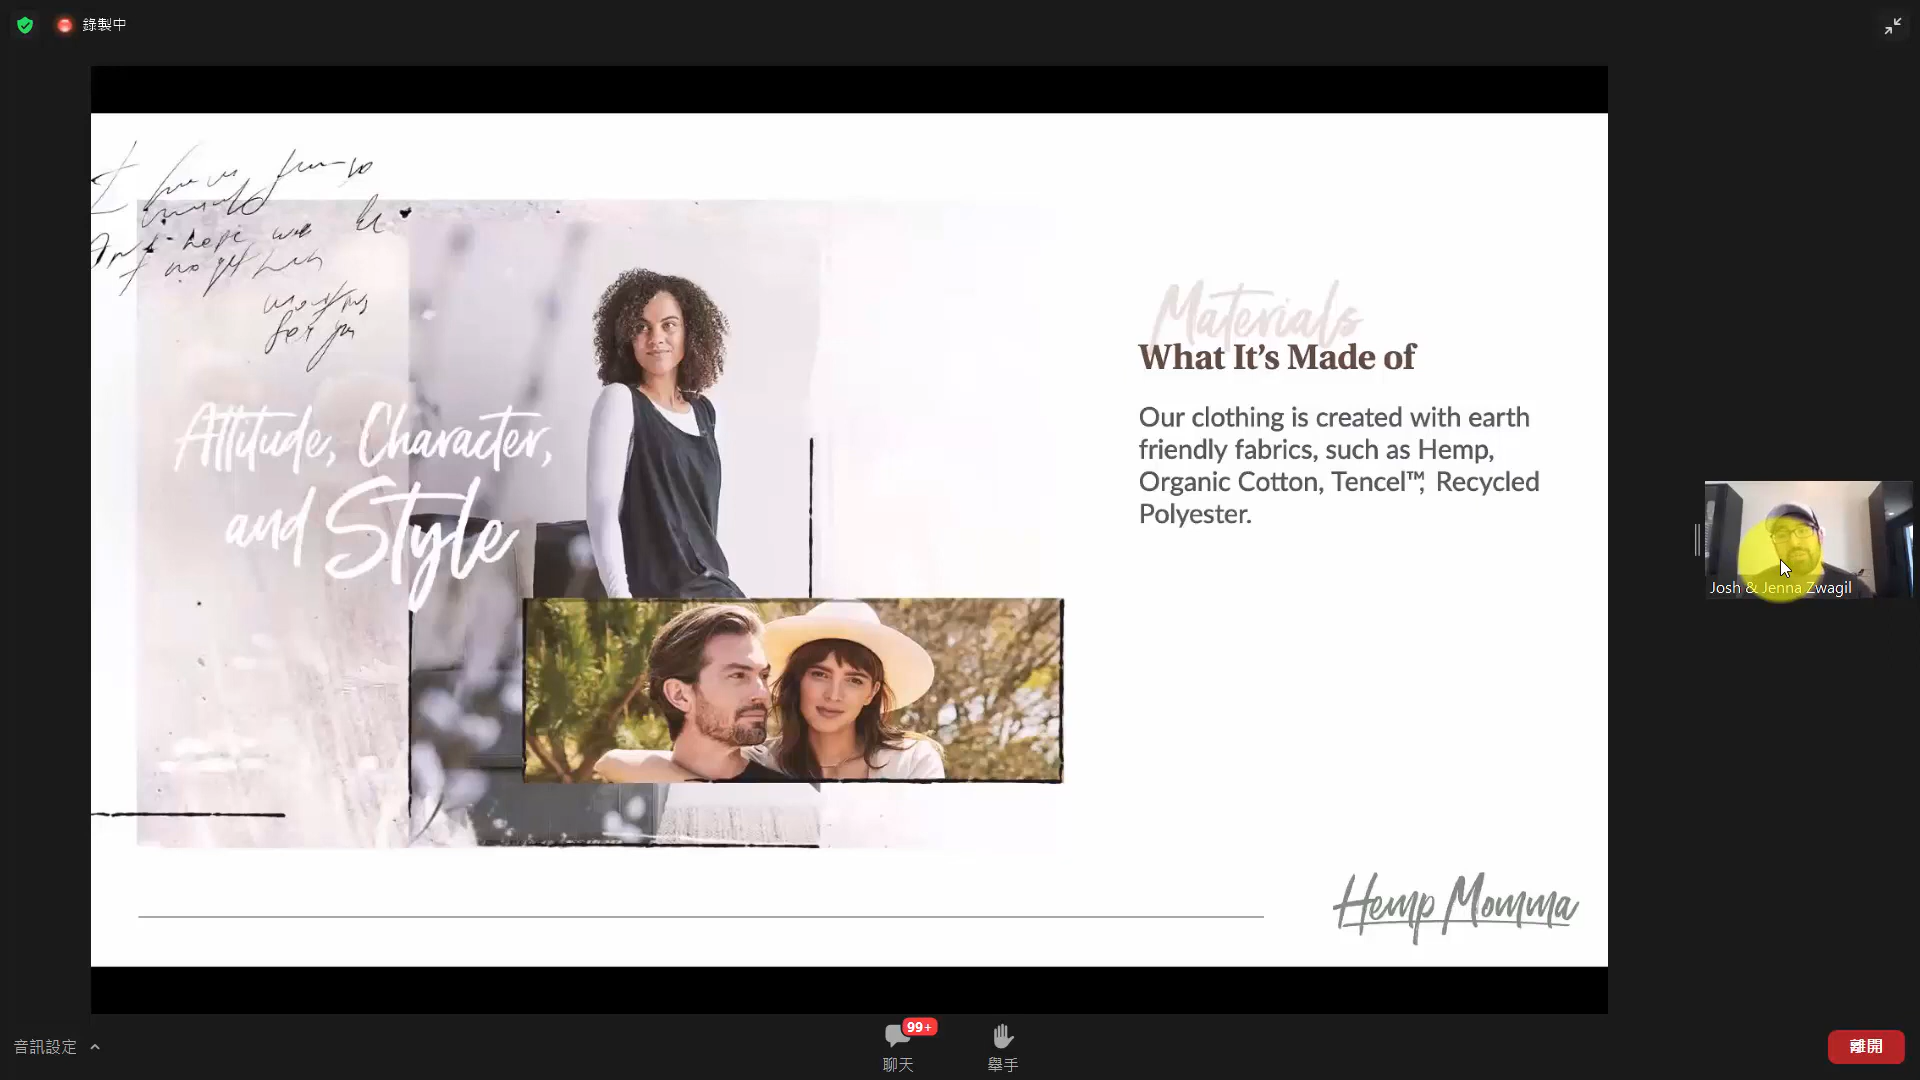 錄製中
Attitude, Character,
and Style
Materials
What It's Made of
Our clothing is created with earth
friendly fabrics, such as Hemp,
Organic Cotton, Tencel™, Recycled
Polyester.
Josh & Jenna Zwagil
Hemp Momma
音訊設定
99+
聊天
舉手
離開